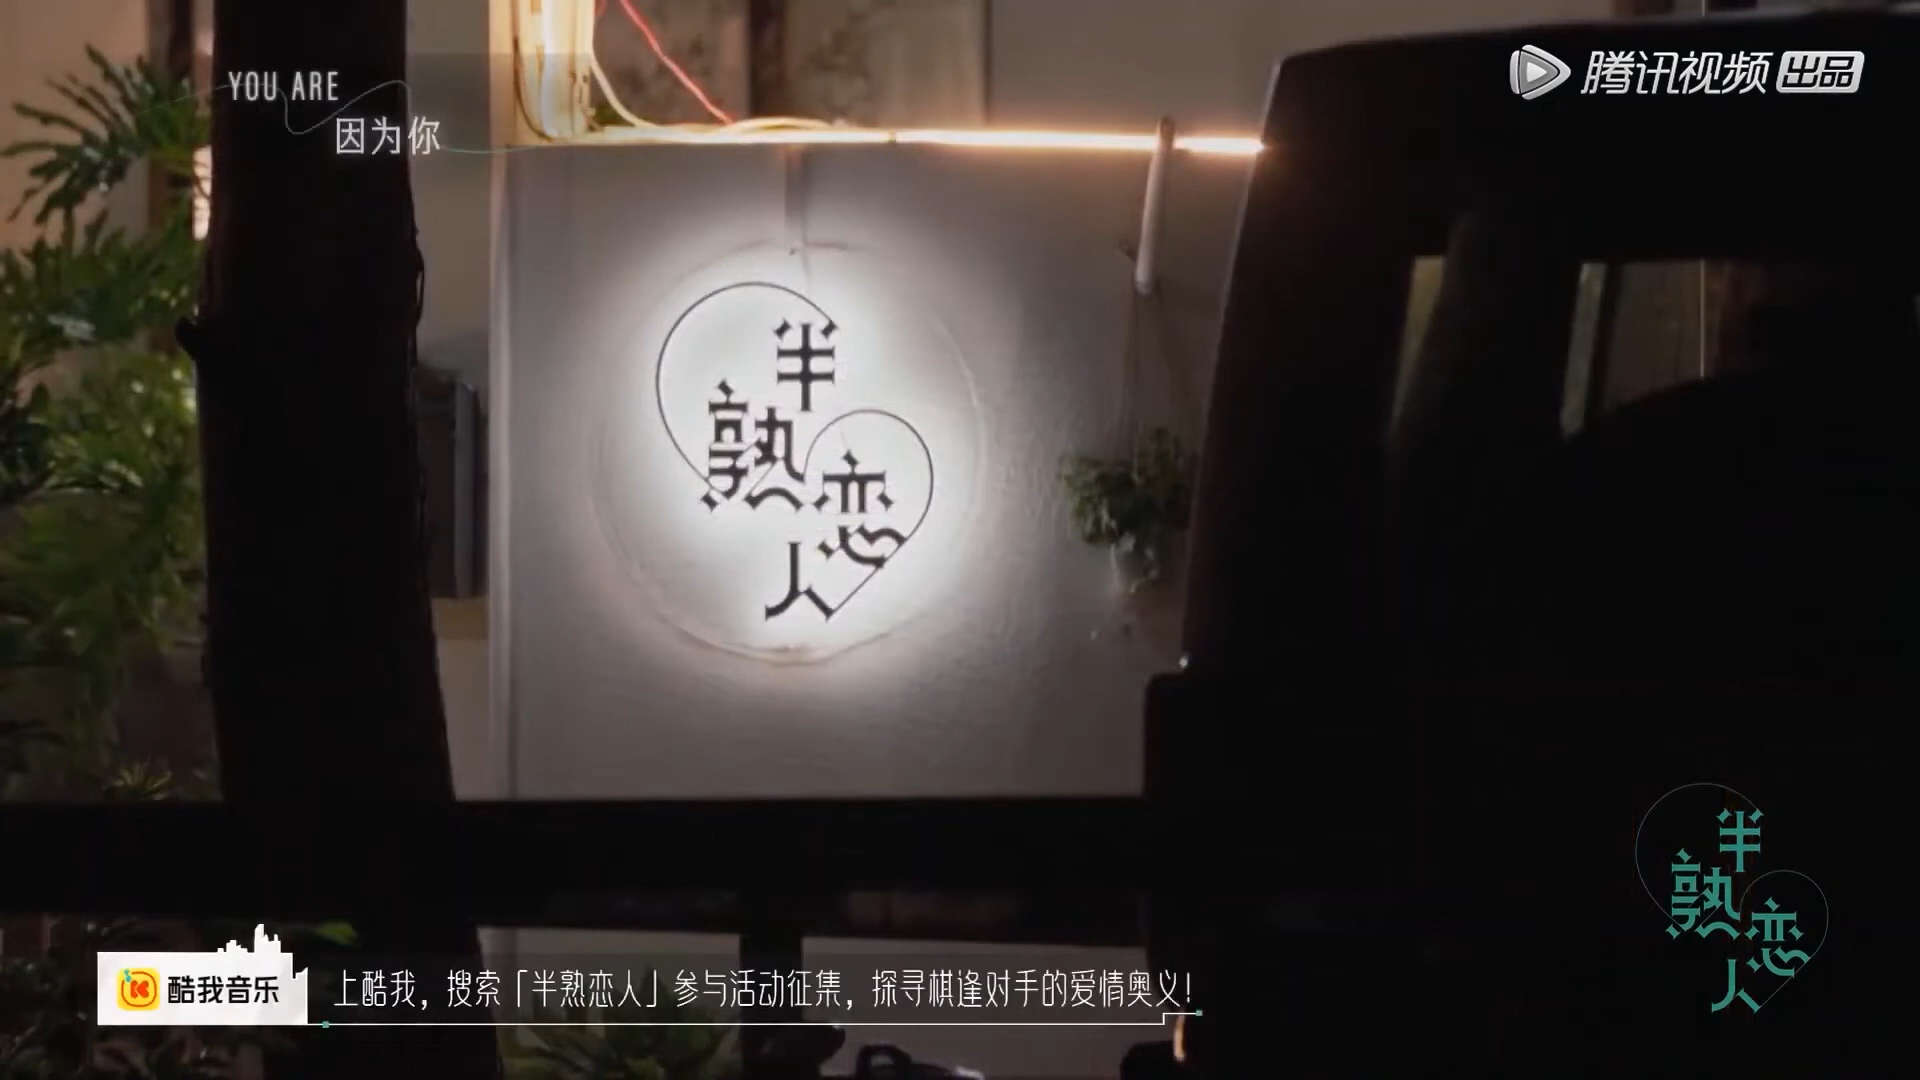 YOU ARE
因为你
腾讯视频 出品
半熟恋人
半熟恋人
酷我音乐
上酷我，搜索「半熟恋人」参与活动征集，探寻棋逢对手的爱情奥义！